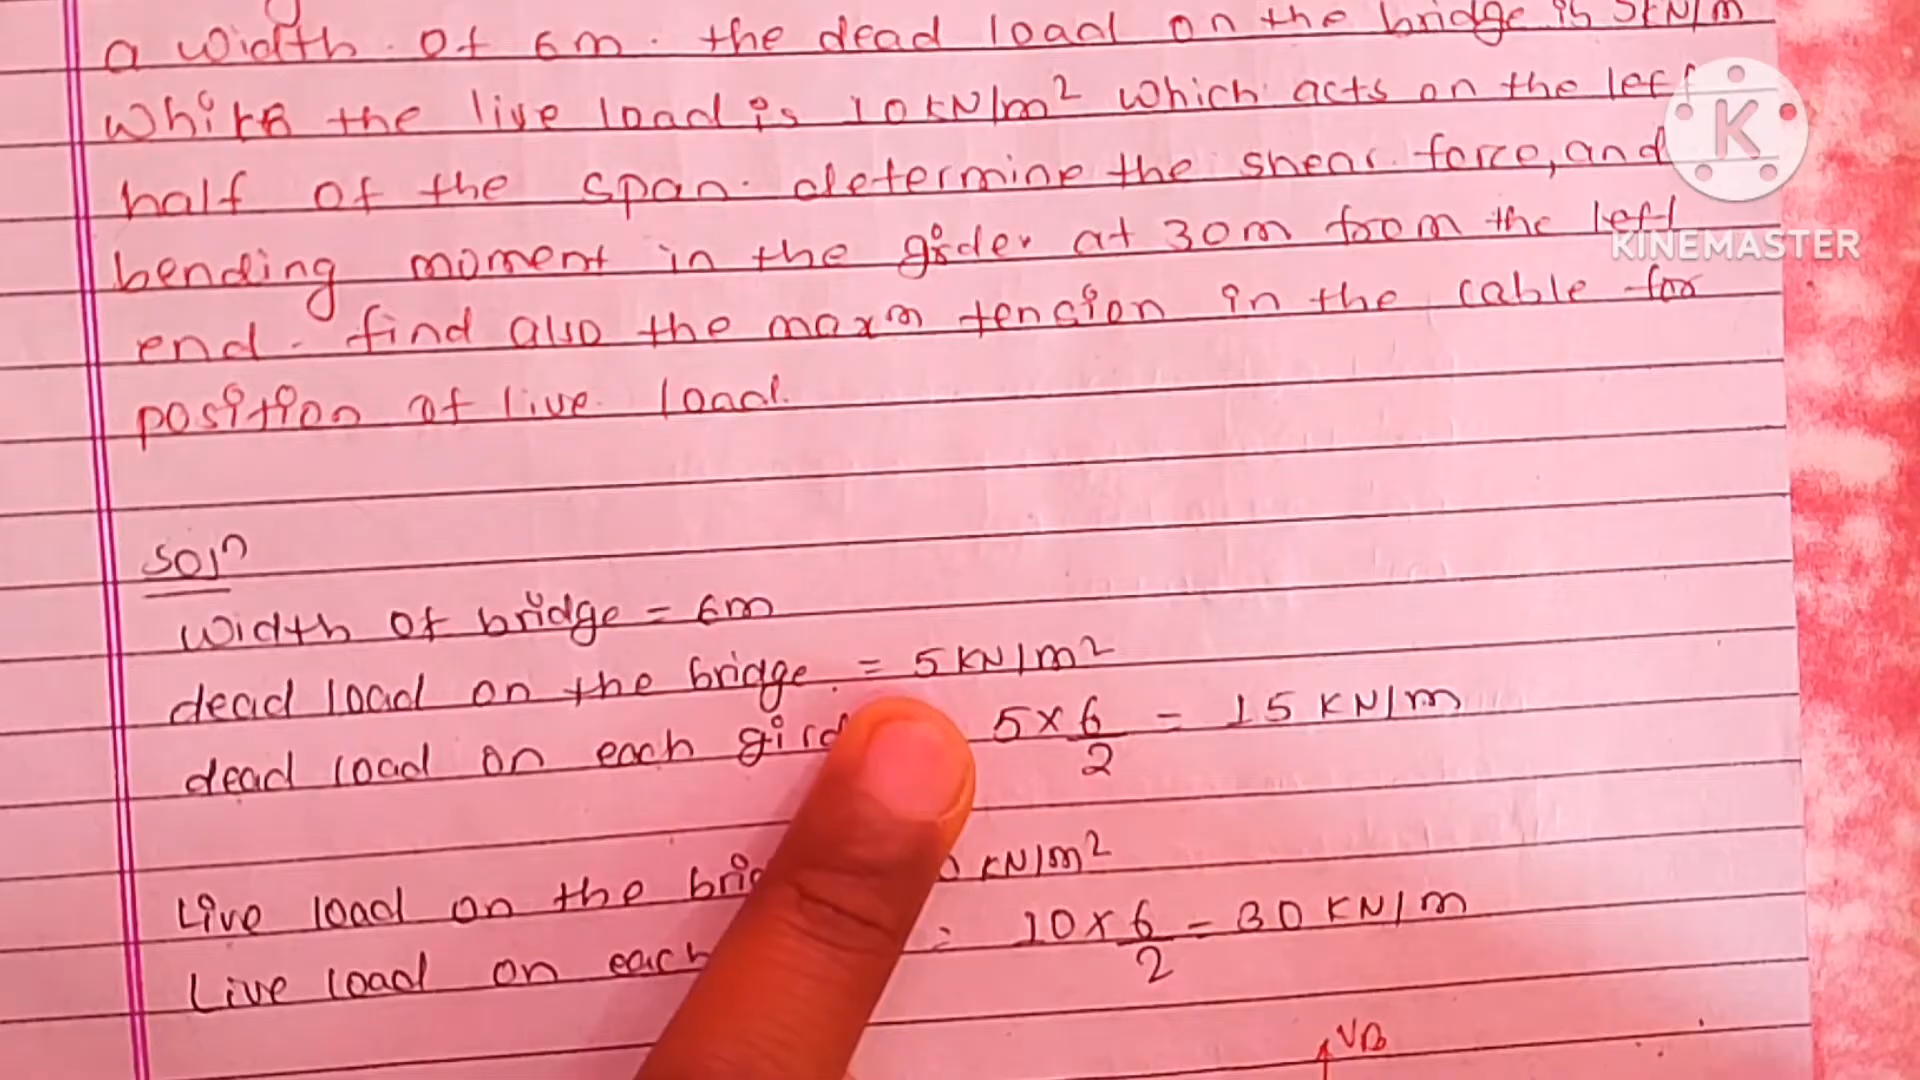 a width of 6m. the dead load on the bridge is 5kN/m
while the live load is 10kN/m² which acts on the left
half of the span. determine the shear force, and
bending moment in the girder at 30m from the left
end. find also the maxm tension in the cable for
position of live load.
Solⁿ
width of bridge = 6m
dead load on the bridge = 5KN/m²
dead load on each 5 × 6/2 = 15 KN/m
Live load on the KN/m²
Live load on each = 10 × 6/2 = 30 KN/m
VB
K
KINEMASTER